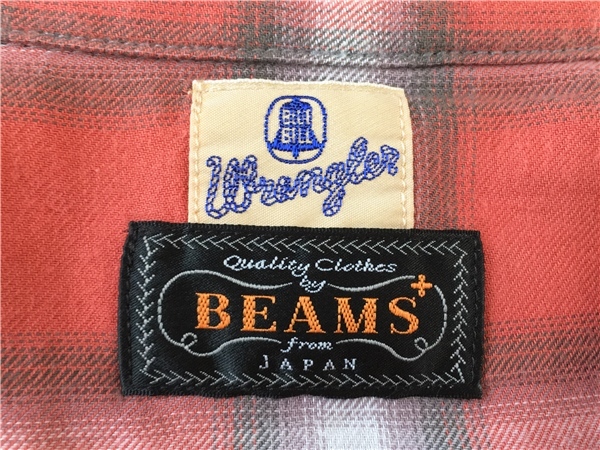 Wrangler
Quality Clothes
by
BEAMS+
from
JAPAN